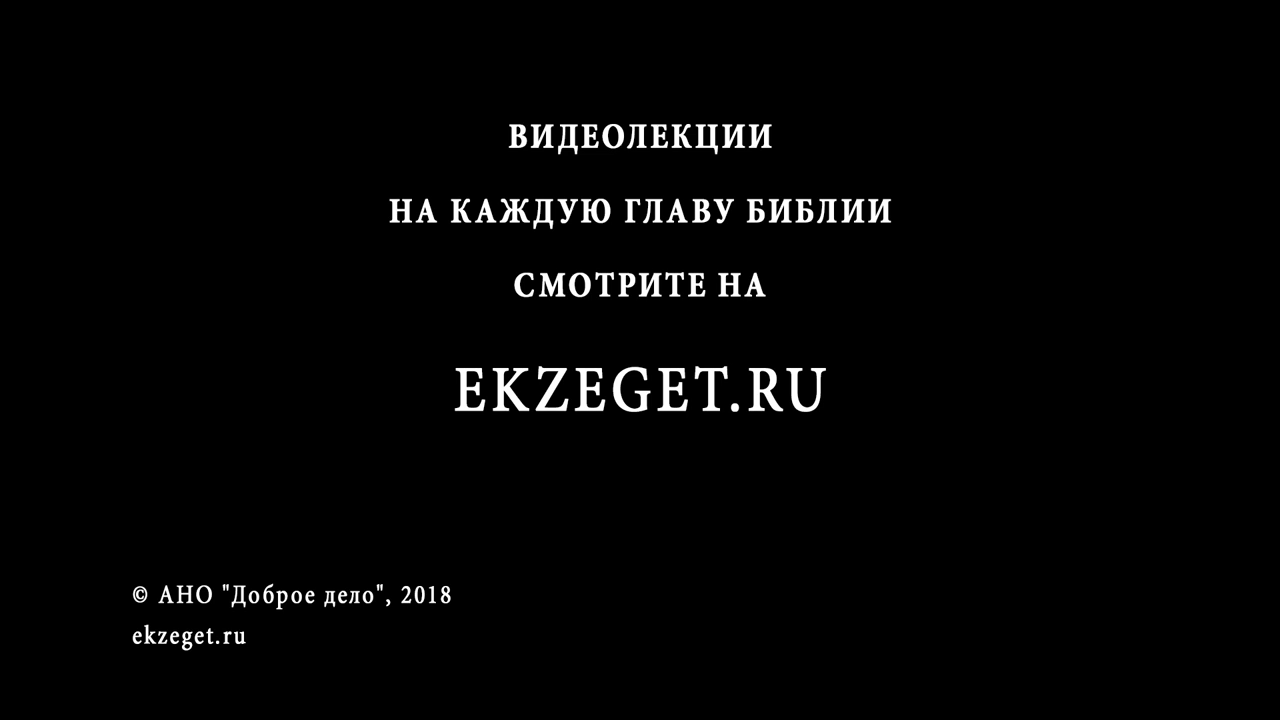 ВИДЕОЛЕКЦИИ
НА КАЖДУЮ ГЛАВУ БИБЛИИ
СМОТРИТЕ НА
EKZEGET.RU
© АНО "Доброе дело", 2018
ekzeget.ru